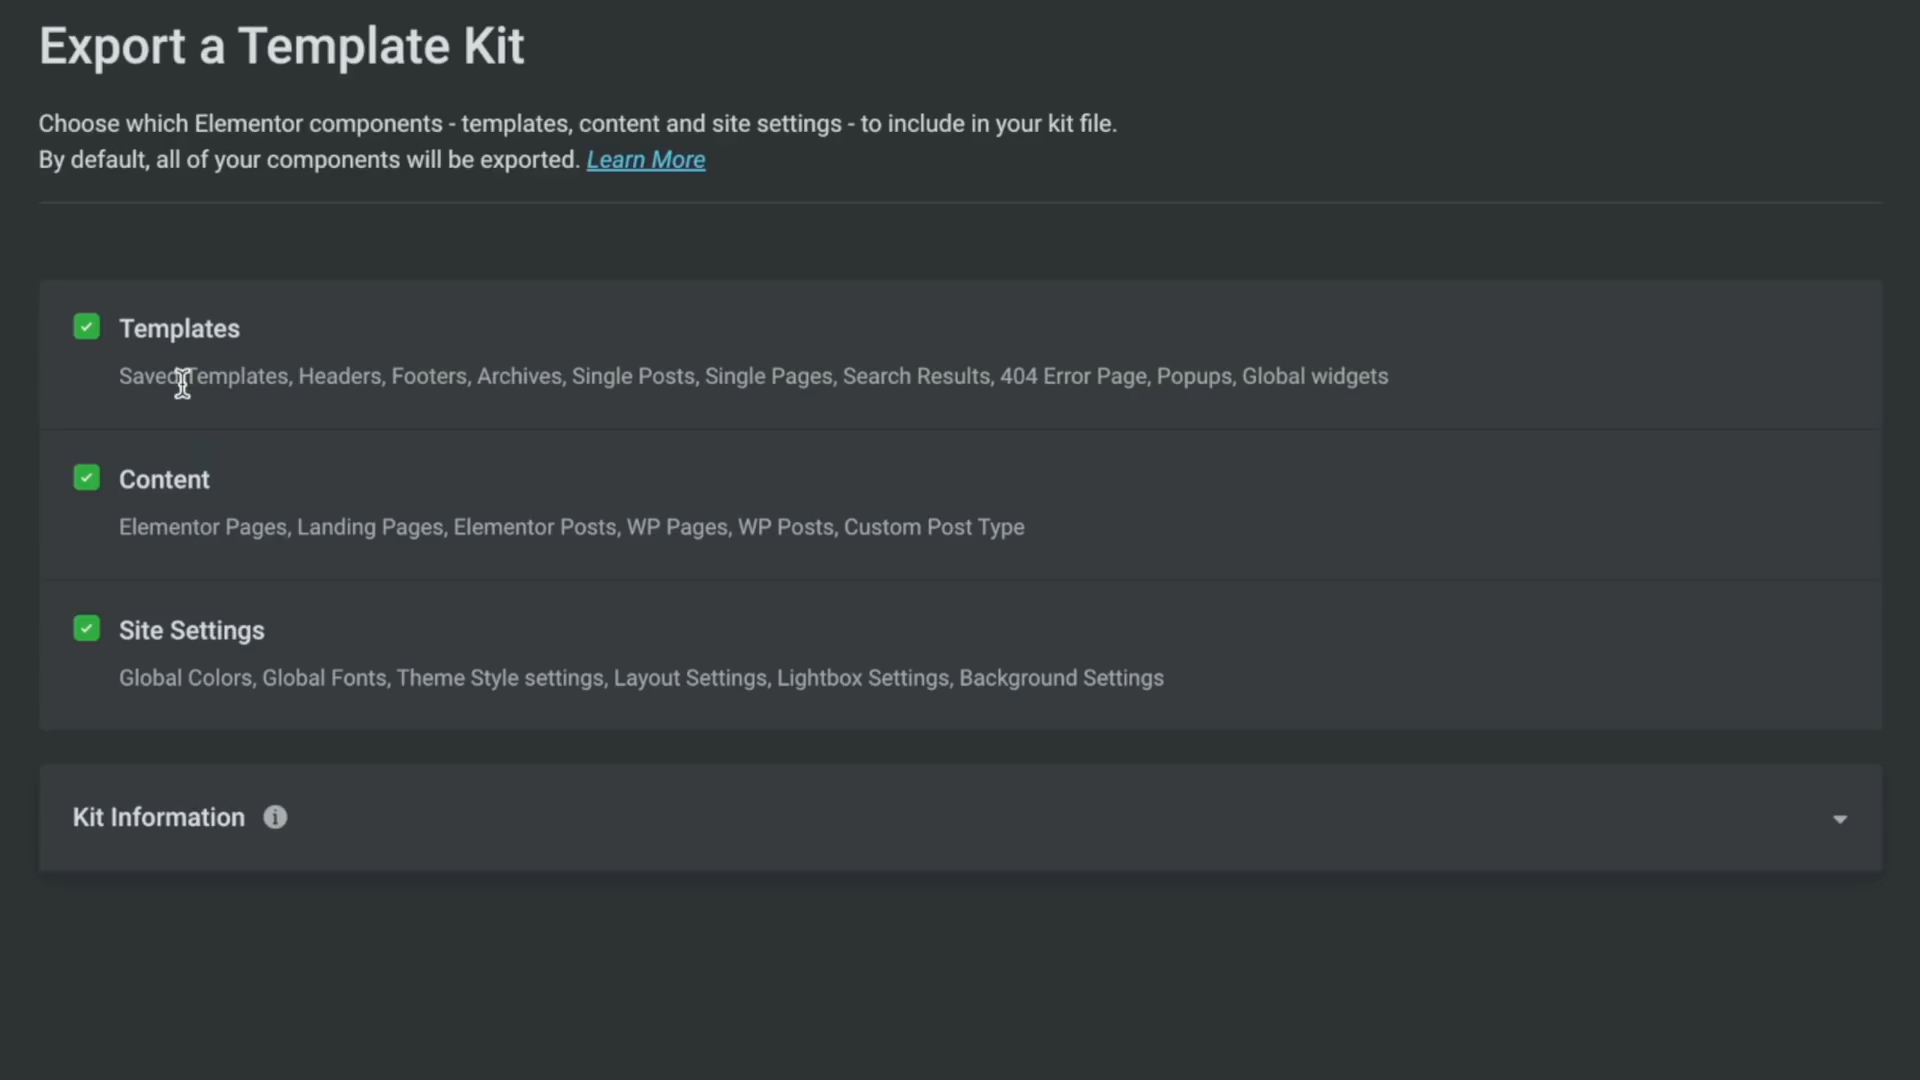 Export a Template Kit
Choose which Elementor components - templates, content and site settings - to include in your kit file.
By default, all of your components will be exported. Learn More
Templates
Saved Templates, Headers, Footers, Archives, Single Posts, Single Pages, Search Results, 404 Error Page, Popups, Global widgets
Content
Elementor Pages, Landing Pages, Elementor Posts, WP Pages, WP Posts, Custom Post Type
Site Settings
Global Colors, Global Fonts, Theme Style settings, Layout Settings, Lightbox Settings, Background Settings
Kit Information